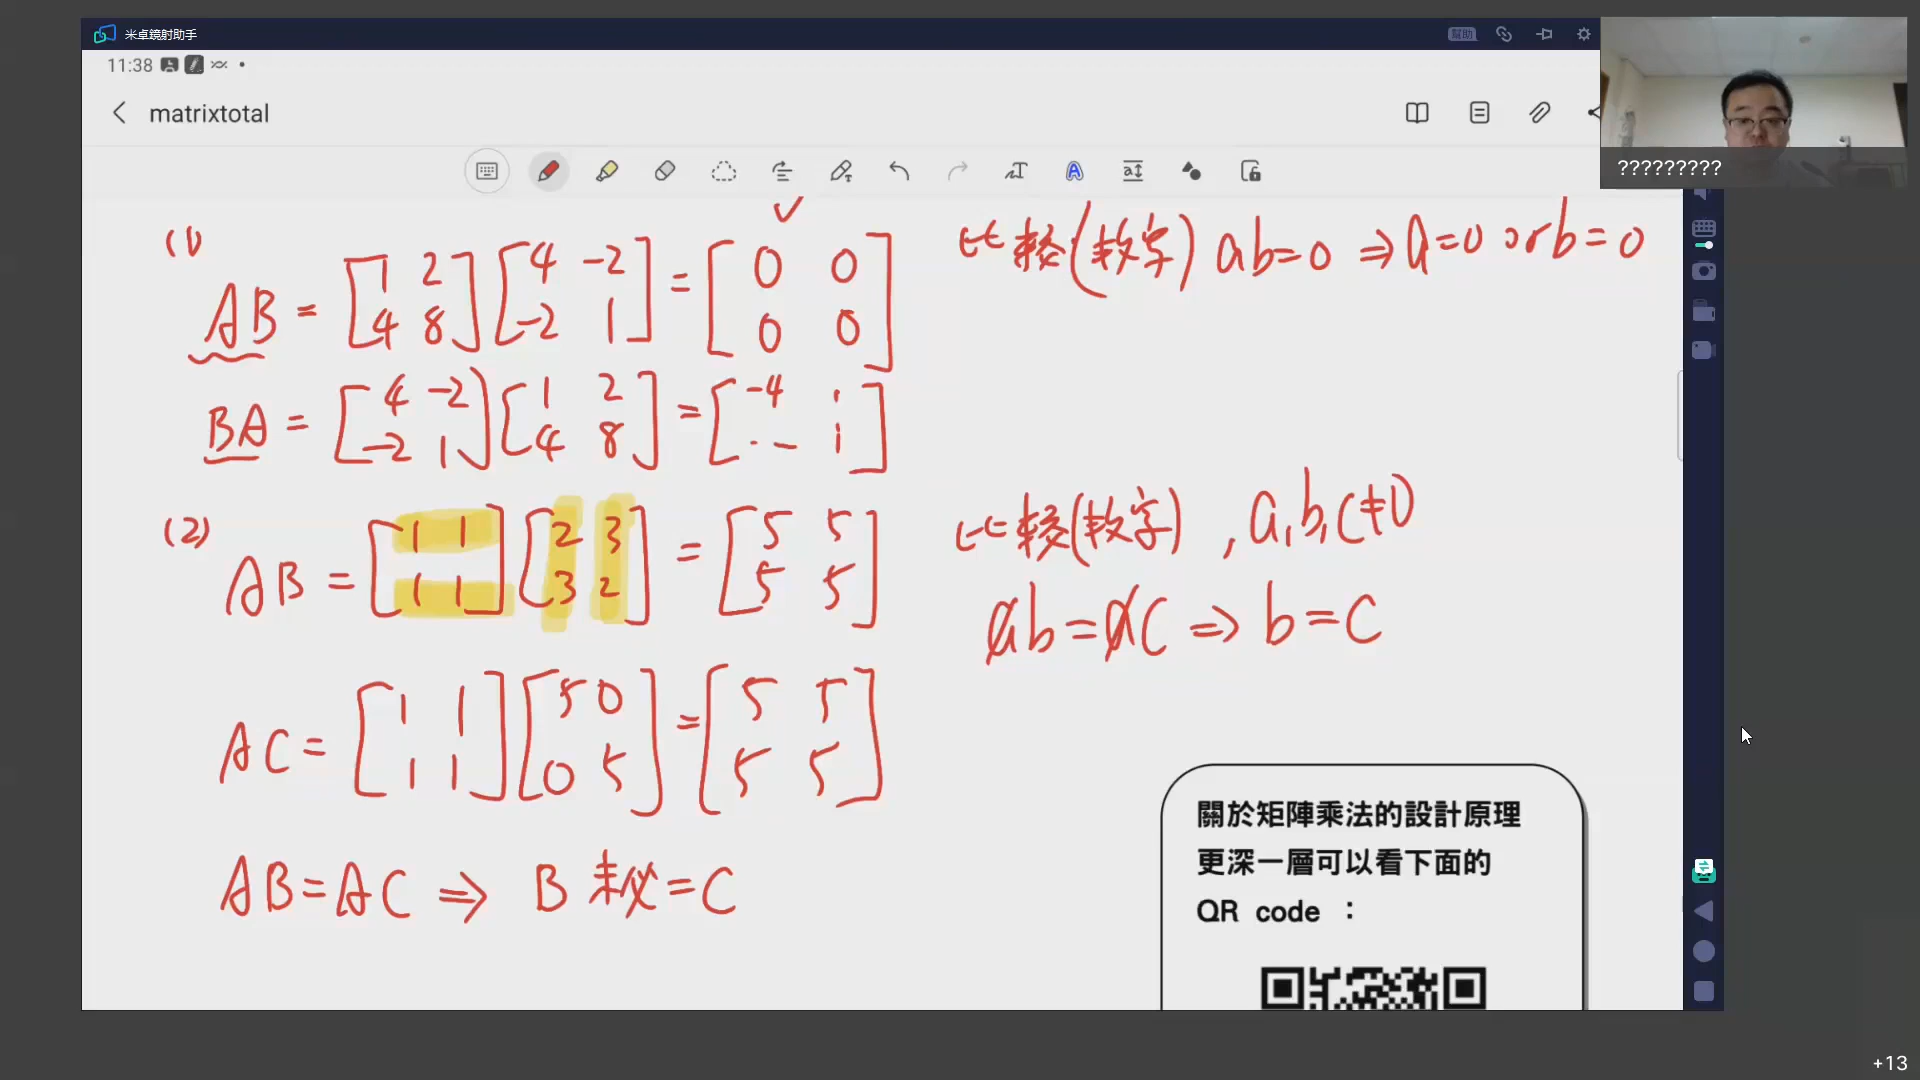 米卓鏡射助手
幫助
11:38
matrixtotal
?????????
(1)
AB = [1 2 4 8] [4 -2 -2 1] = [0 0 0 0]
比較(数字) ab=0 ⇒ a=0 or b=0
BA = [4 -2 -2 1] [1 2 4 8] = [-4
(2)
AB = [1 1 1 1] [2 3 3 2] = [5 5 5 5]
比較(数字), a,b,c≠0
ab=ac ⇒ b=c
AC = [1 1 1 1] [5 0 0 5] = [5 5 5 5]
AB=AC ⇒ B 未必=C
關於矩陣乘法的設計原理
更深一層可以看下面的
QR code :
+13